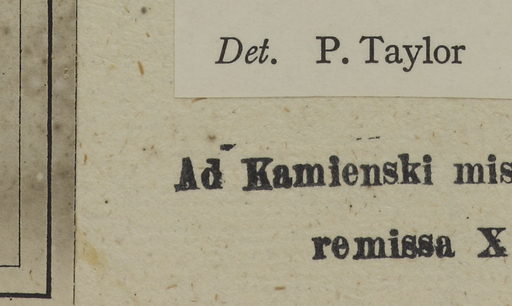 Det. P. Taylor
Ad Kamienski mis
remissa X